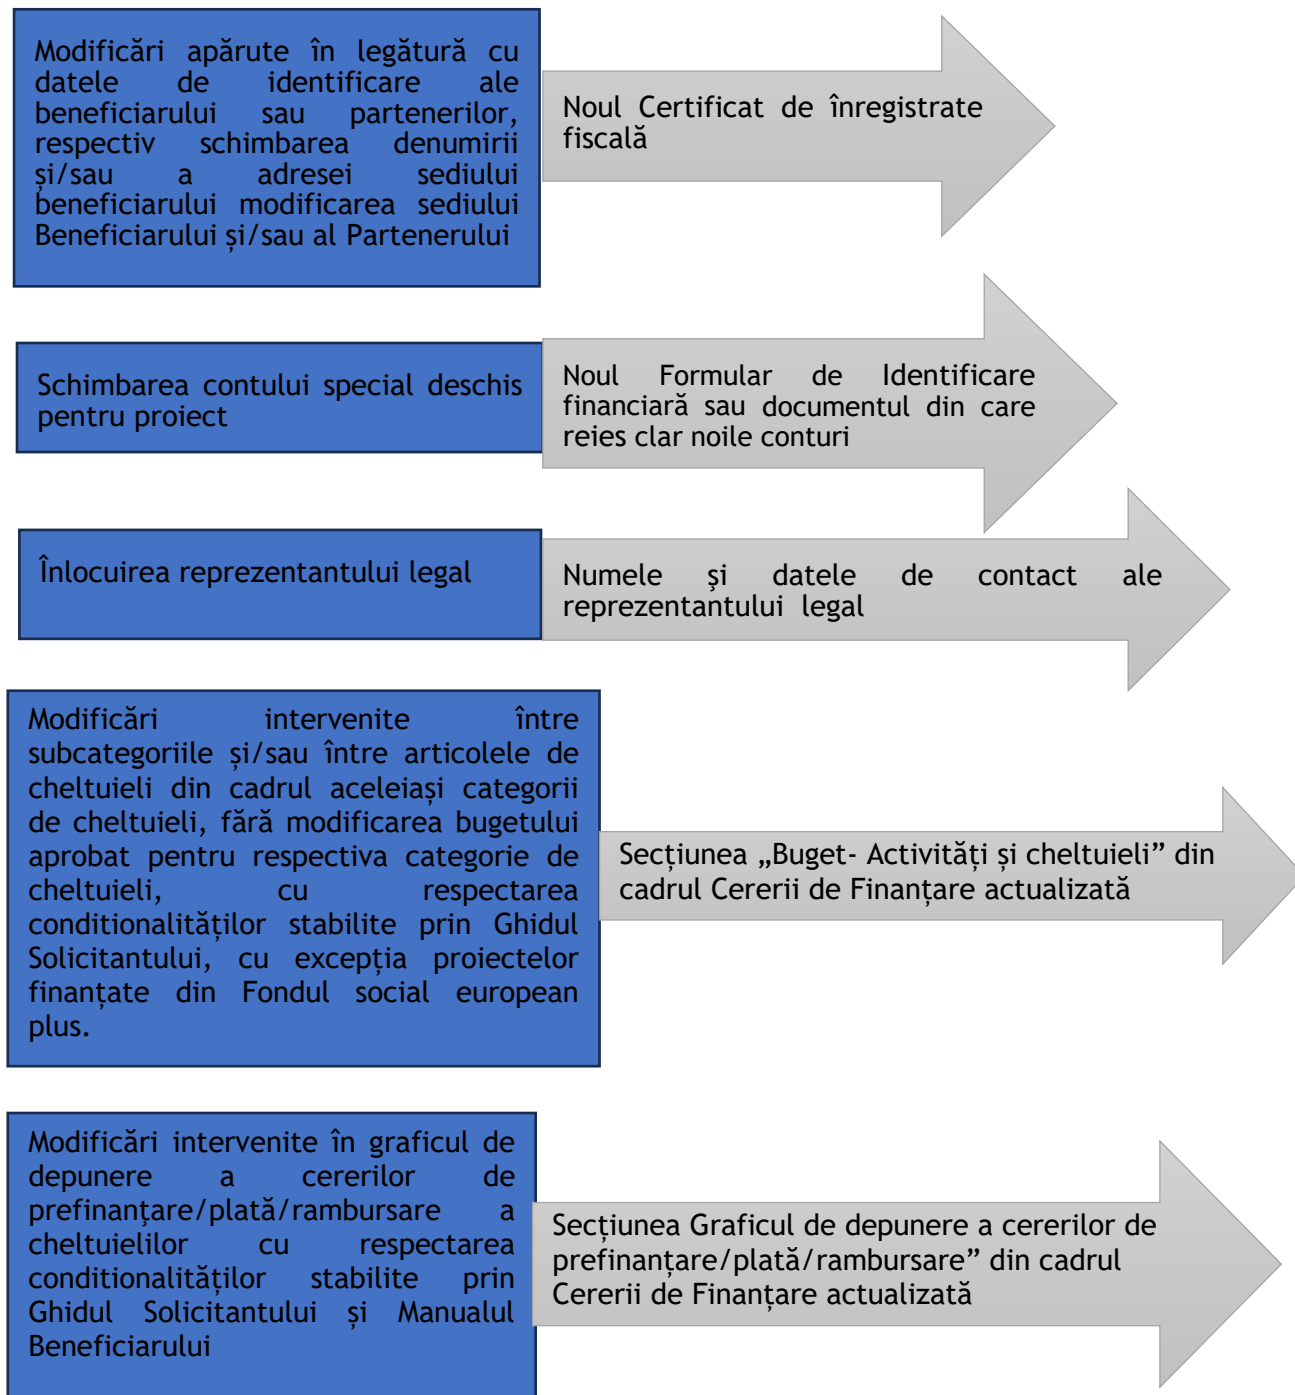 Modificări apărute în legătură cu
datele de identificare ale
beneficiarului sau partenerilor,
respectiv schimbarea denumirii
și/sau a adresei sediului
beneficiarului modificarea sediului
Beneficiarului și/sau al Partenerului
Noul Certificat de înregistrate
fiscală
Schimbarea contului special deschis
pentru proiect
Noul Formular de Identificare
financiară sau documentul din care
reies clar noile conturi
Înlocuirea reprezentantului legal
Numele şi datele de contact ale
reprezentantului legal
Modificări intervenite între
subcategoriile și/sau între articolele de
cheltuieli din cadrul aceleiași categorii
de cheltuieli, fără modificarea bugetului
aprobat pentru respectiva categorie de
cheltuieli, cu respectarea
conditionalităților stabilite prin Ghidul
Solicitantului, cu excepția proiectelor
finanțate din Fondul social european
plus.
Secțiunea „Buget- Activități și cheltuieli” din
cadrul Cererii de Finanțare actualizată
Modificări intervenite în graficul de
depunere a cererilor de
prefinanţare/plată/rambursare a
cheltuielilor cu respectarea
conditionalităților stabilite prin
Ghidul Solicitantului și Manualul
Beneficiarului
Secțiunea Graficul de depunere a cererilor de
prefinanțare/plată/rambursare” din cadrul
Cererii de Finanțare actualizată